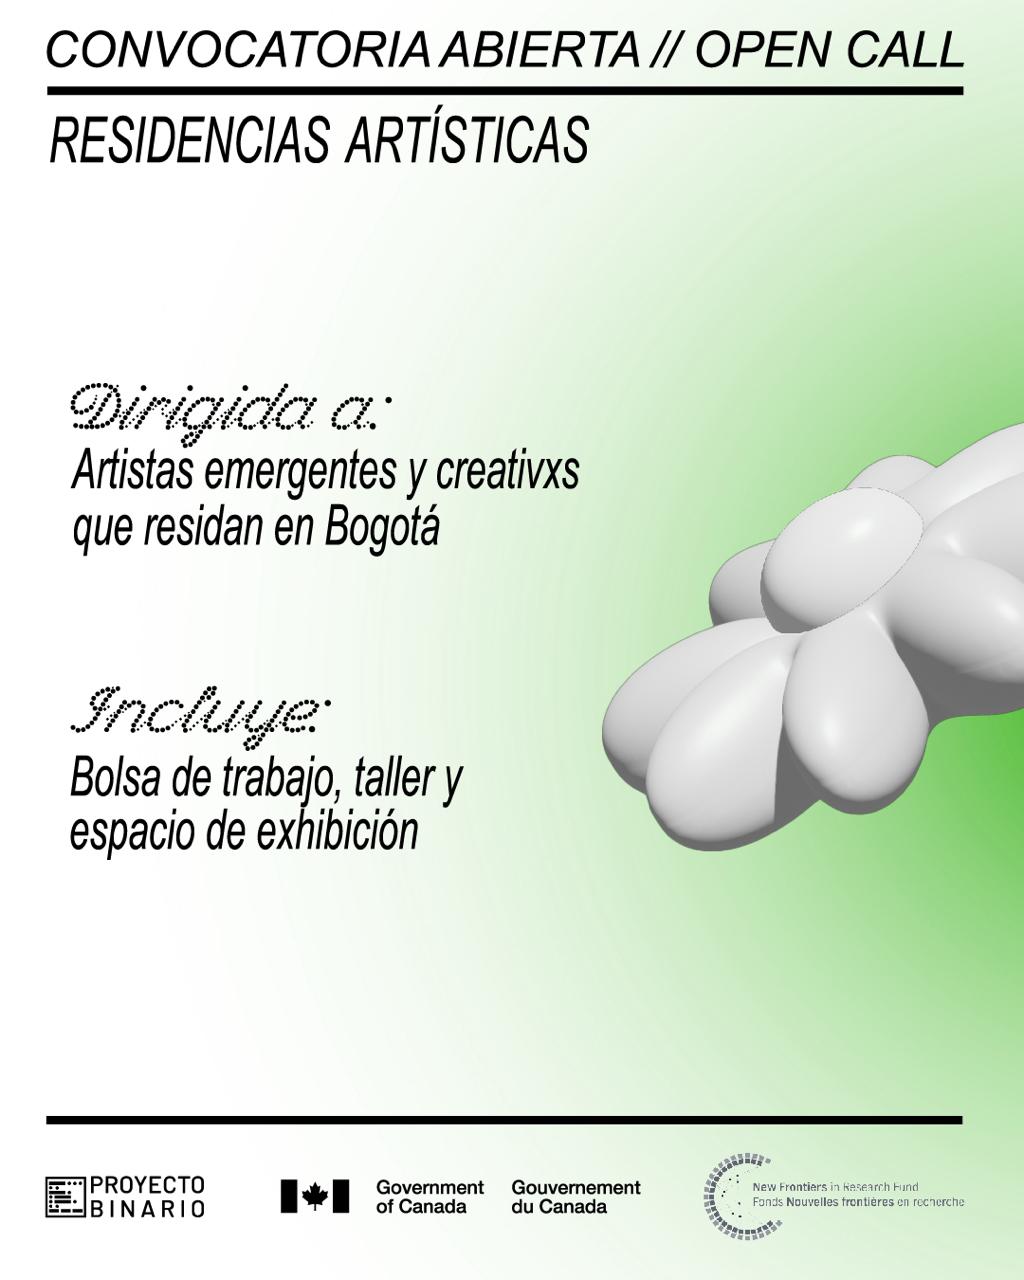 CONVOCATORIA ABIERTA // OPEN CALL
RESIDENCIAS ARTÍSTICAS
Dirigida a:
Artistas emergentes y creativxs
que residan en Bogotá
Incluye:
Bolsa de trabajo, taller y
espacio de exhibición
PROYECTO
BINARIO
Government
of Canada
Gouvernement
du Canada
New Frontiers in Research Fund
Fonds Nouvelles frontières en recherche